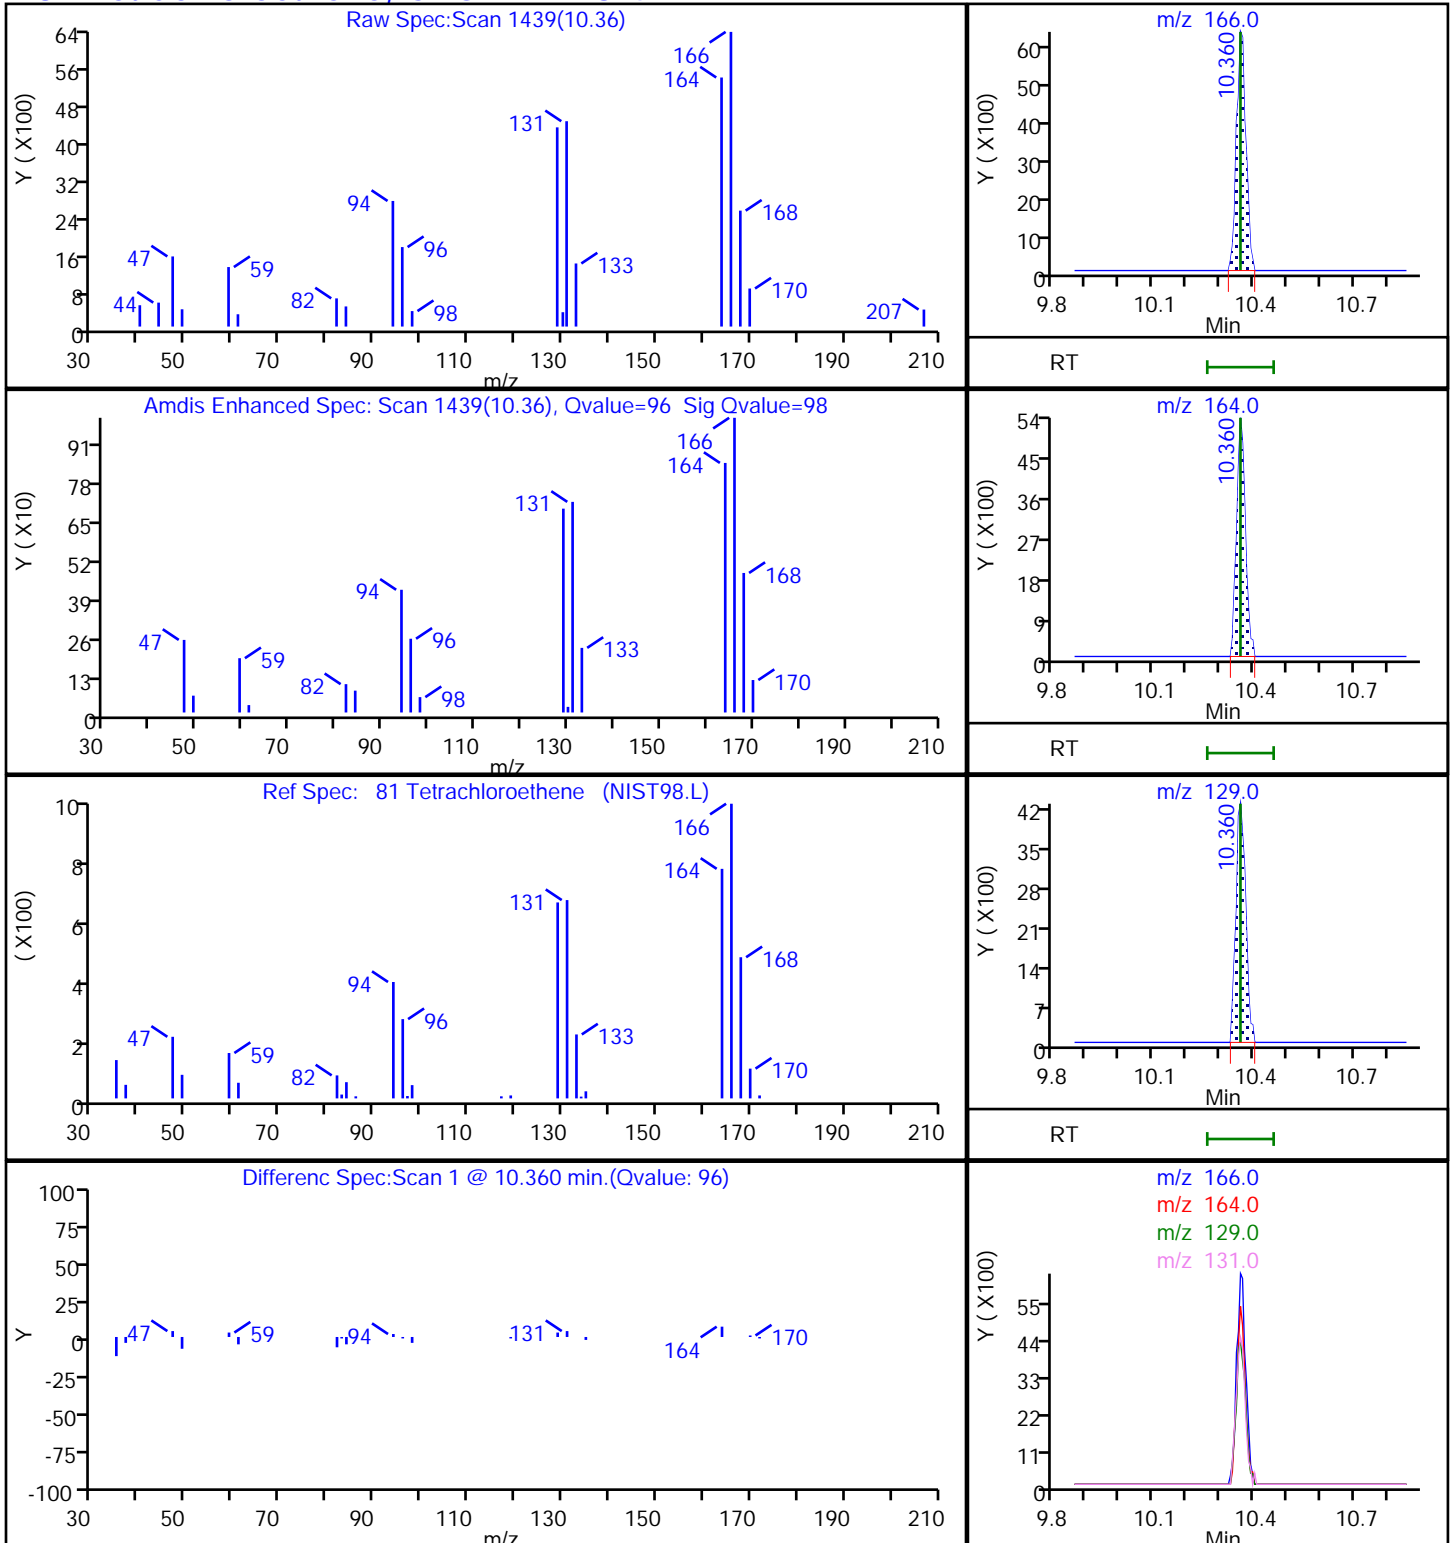 Raw Spec:Scan 1439(10.36)
Y ( X100)
64
56
48
40
32
24
16
8
0
166
164
131
94
96
168
133
170
47
59
44
82
98
207
30 50 70 90 110 130 150 170 190 210
m/z
m/z 166.0
Y ( X100)
60
50
40
30
20
10
0
10.360
9.8 10.1 10.4 10.7
Min
RT
Amdis Enhanced Spec: Scan 1439(10.36), Qvalue=96 Sig Qvalue=98
Y ( X10)
91
78
65
52
39
26
13
0
166
164
131
168
94
96
133
47
59
82
98
170
30 50 70 90 110 130 150 170 190 210
m/z
m/z 164.0
Y ( X100)
54
45
36
27
18
9
0
10.360
9.8 10.1 10.4 10.7
Min
RT
Ref Spec: 81 Tetrachloroethene (NIST98.L)
( X100)
10
8
6
4
2
0
166
164
131
168
94
96
133
47
59
82
170
30 50 70 90 110 130 150 170 190 210
m/z 129.0
Y ( X100)
42
35
28
21
14
7
0
10.360
9.8 10.1 10.4 10.7
Min
RT
Differenc Spec:Scan 1 @ 10.360 min.(Qvalue: 96)
Y
100
75
50
25
0
-25
-50
-75
-100
47
59
94
131
164
170
30 50 70 90 110 130 150 170 190 210
m/z
m/z 166.0
m/z 164.0
m/z 129.0
m/z 131.0
Y ( X100)
55
44
33
22
11
0
9.8 10.1 10.4 10.7
Min